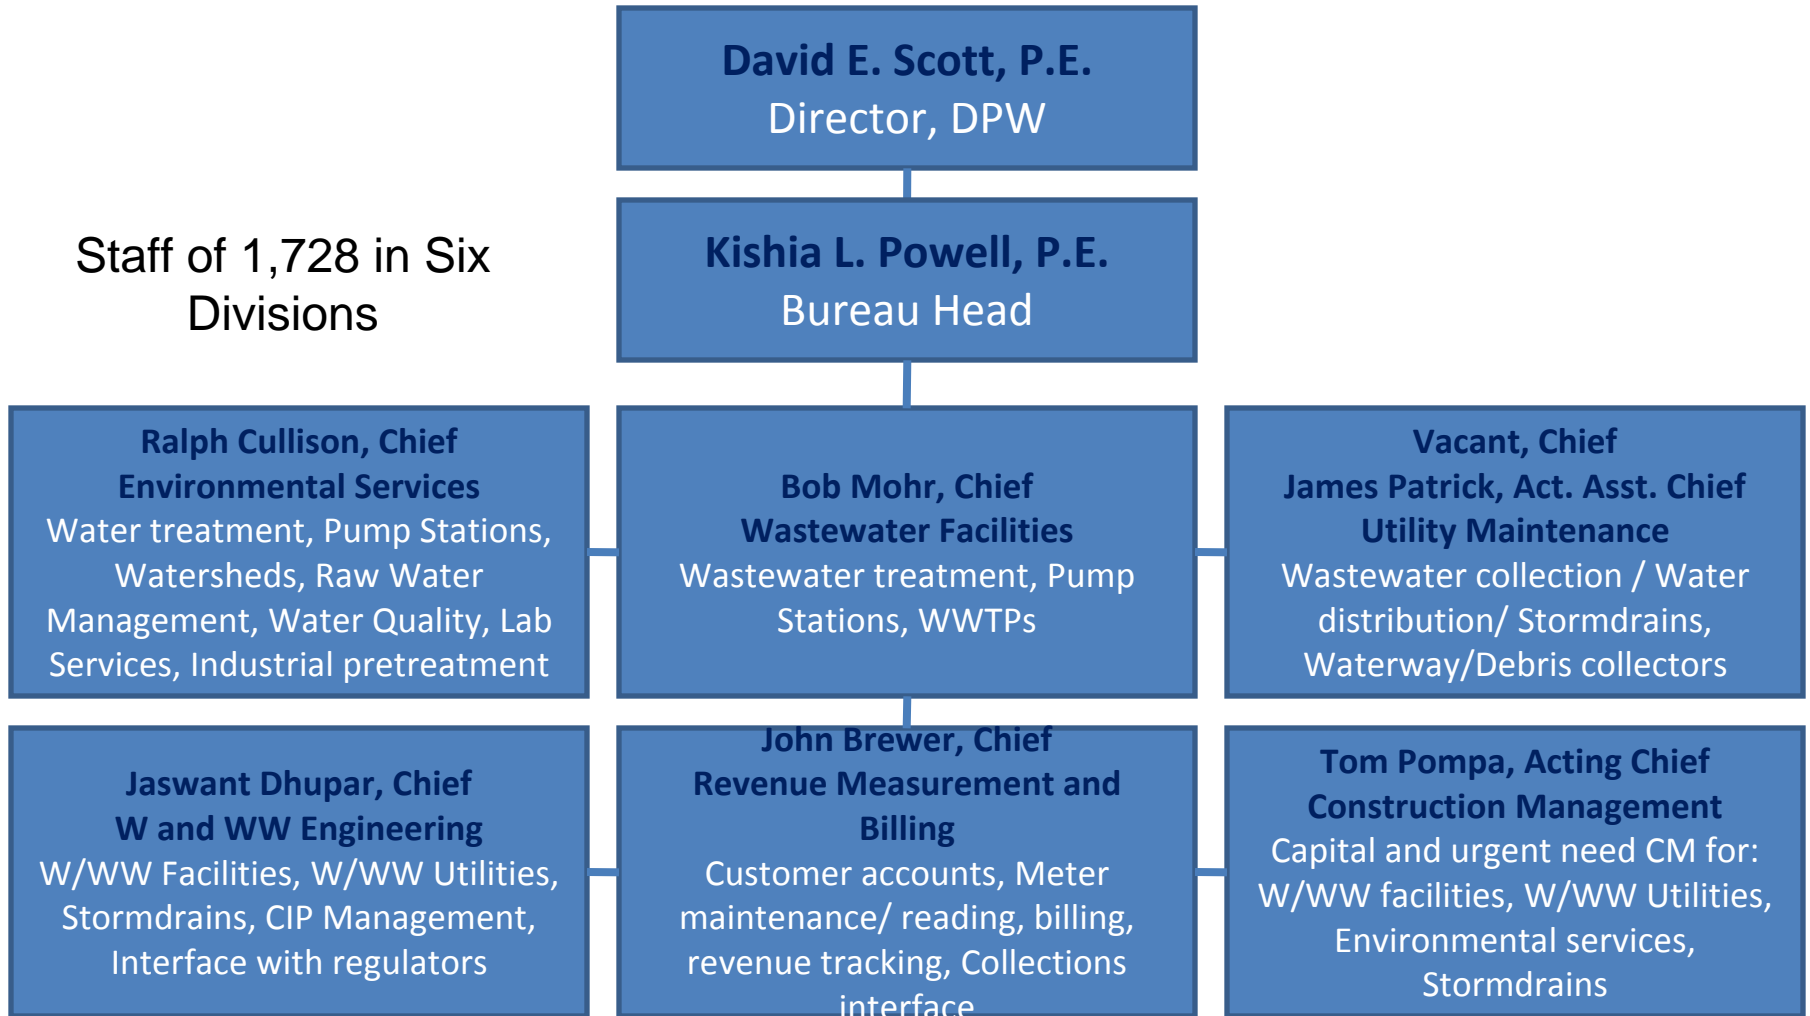 David E. Scott, P.E.
Director, DPW
Staff of 1,728 in Six
Divisions
Kishia L. Powell, P.E.
Bureau Head
Ralph Cullison, Chief
Environmental Services
Water treatment, Pump Stations,
Watersheds, Raw Water
Management, Water Quality, Lab
Services, Industrial pretreatment
Bob Mohr, Chief
Wastewater Facilities
Wastewater treatment, Pump
Stations, WWTPs
Vacant, Chief
James Patrick, Act. Asst. Chief
Utility Maintenance
Wastewater collection / Water
distribution/ Stormdrains,
Waterway/Debris collectors
Jaswant Dhupar, Chief
W and WW Engineering
W/WW Facilities, W/WW Utilities,
Stormdrains, CIP Management,
Interface with regulators
John Brewer, Chief
Revenue Measurement and
Billing
Customer accounts, Meter
maintenance/ reading, billing,
revenue tracking, Collections
interface
Tom Pompa, Acting Chief
Construction Management
Capital and urgent need CM for:
W/WW facilities, W/WW Utilities,
Environmental services,
Stormdrains